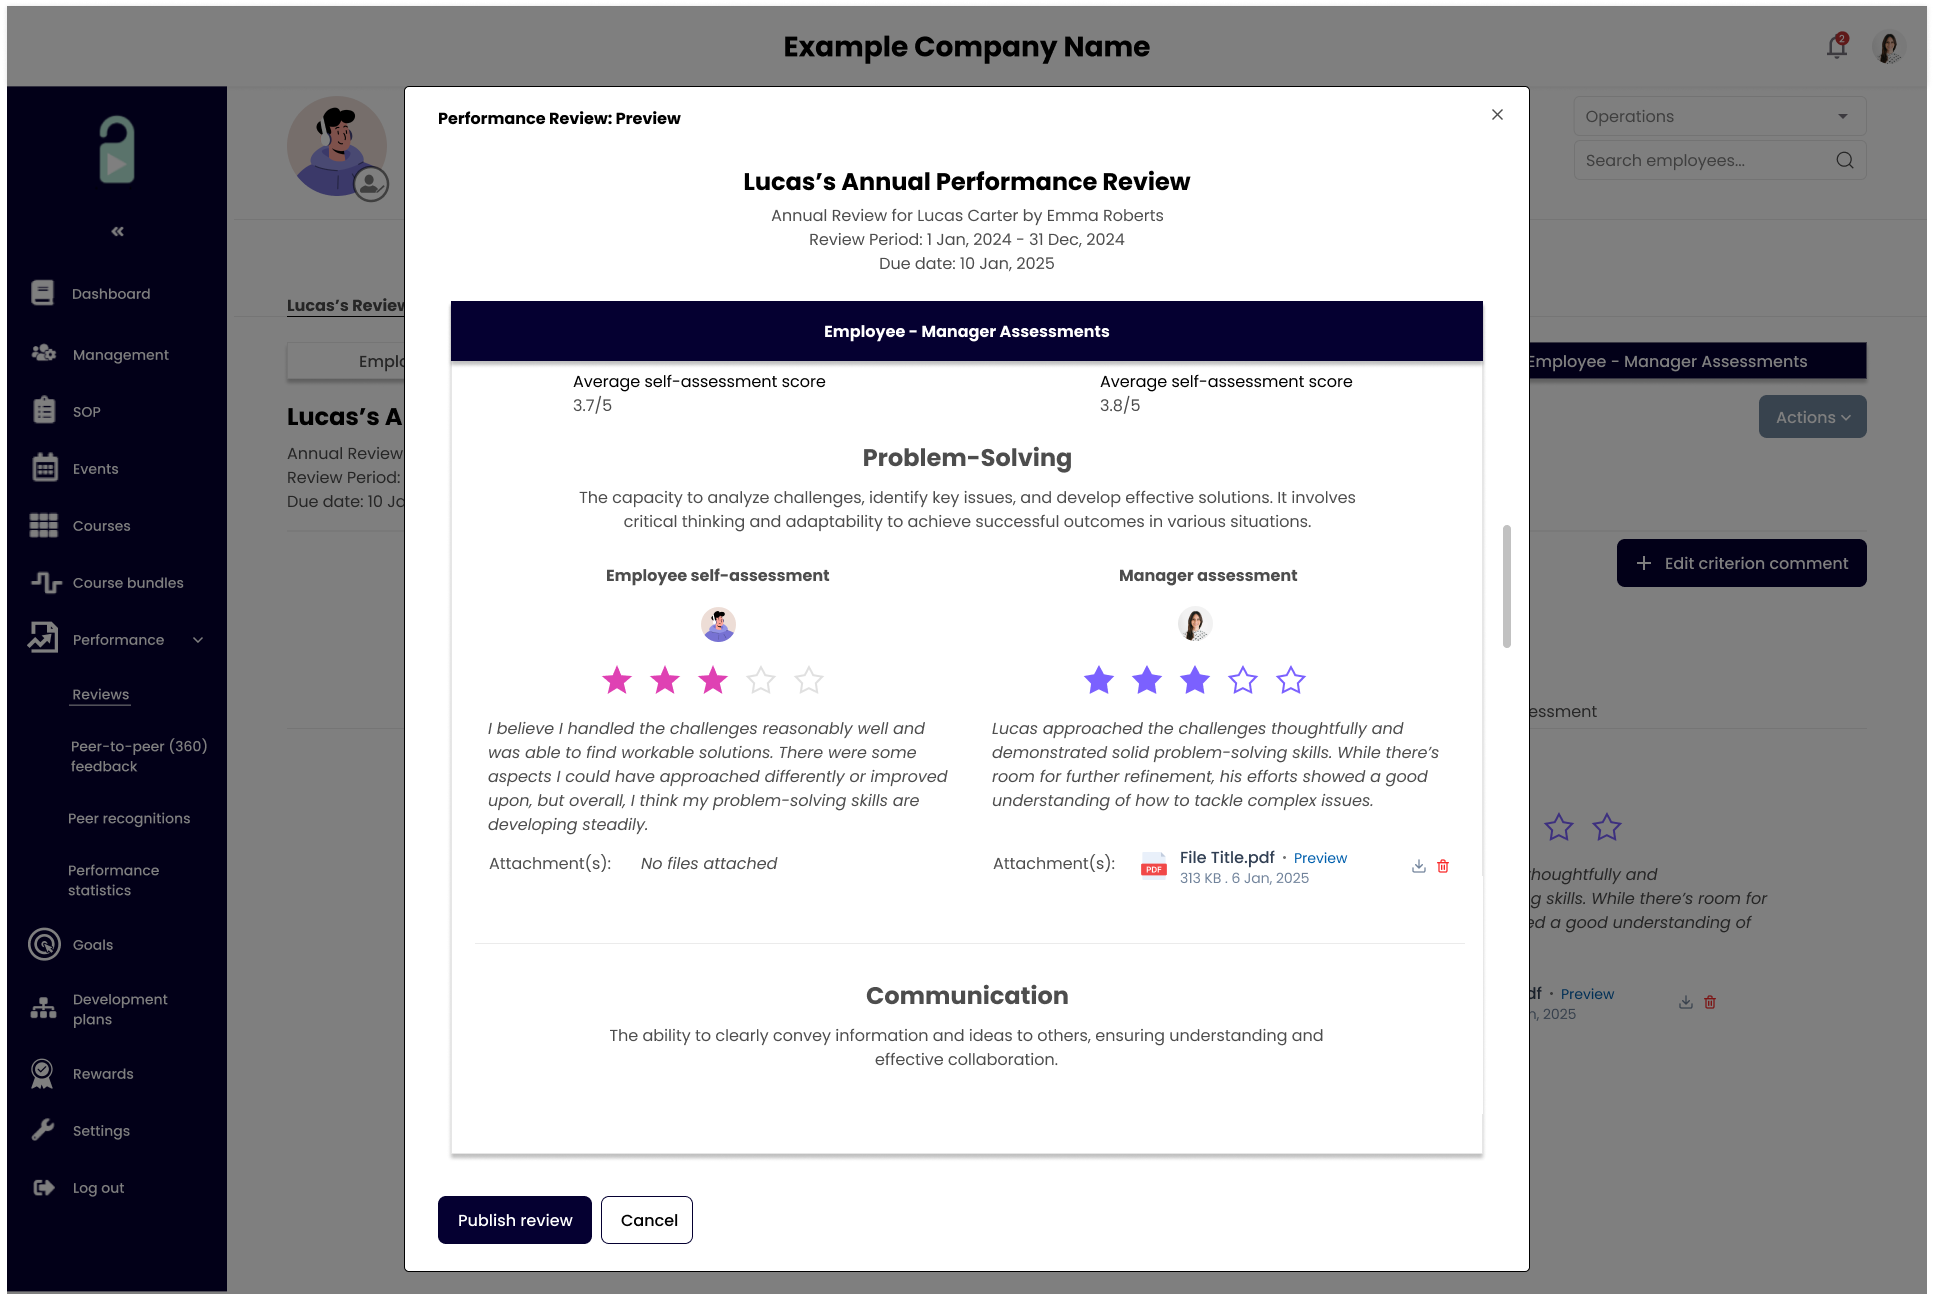 Example Company Name
2
Operations
Search employees...
«
Dashboard
Management
SOP
Events
Courses
Course bundles
Performance
Reviews
Peer-to-peer (360)
feedback
Peer recognitions
Performance
statistics
Goals
Development
plans
Rewards
Settings
Log out
Lucas's Review
Emplo
Lucas's A
Annual Review
Review Period:
Due date: 10 Ja
Performance Review: Preview
Lucas's Annual Performance Review
Annual Review for Lucas Carter by Emma Roberts
Review Period: 1 Jan, 2024 - 31 Dec, 2024
Due date: 10 Jan, 2025
Employee - Manager Assessments
Average self-assessment score
3.7/5
Average self-assessment score
3.8/5
Problem-Solving
The capacity to analyze challenges, identify key issues, and develop effective solutions. It involves
critical thinking and adaptability to achieve successful outcomes in various situations.
Employee self-assessment
Manager assessment
I believe I handled the challenges reasonably well and
was able to find workable solutions. There were some
aspects I could have approached differently or improved
upon, but overall, I think my problem-solving skills are
developing steadily.
Lucas approached the challenges thoughtfully and
demonstrated solid problem-solving skills. While there's
room for further refinement, his efforts showed a good
understanding of how to tackle complex issues.
Attachment(s): No files attached
Attachment(s):
PDF
File Title.pdf · Preview
313 KB . 6 Jan, 2025
Communication
The ability to clearly convey information and ideas to others, ensuring understanding and
effective collaboration.
Publish review
Cancel
Employee - Manager Assessments
Actions
Edit criterion comment
essment
houghtfully and
g skills. While there's room for
ed a good understanding of
df · Preview
n, 2025